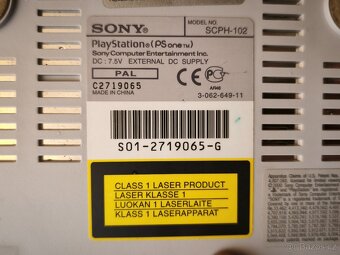 SONY
MODEL NO.
SCPH-102
PlayStation® (PS one™)
Sony Computer Entertainment Inc.
DC : 7.5V EXTERNAL DC SUPPLY
PAL
C2719065
MADE IN CHINA
CE
AR46
3-062-649-11
S01-2719065-G
CLASS 1 LASER PRODUCT
LASER KLASSE 1
LUOKAN 1 LASERLAITE
KLASS 1 LASERAPPARAT